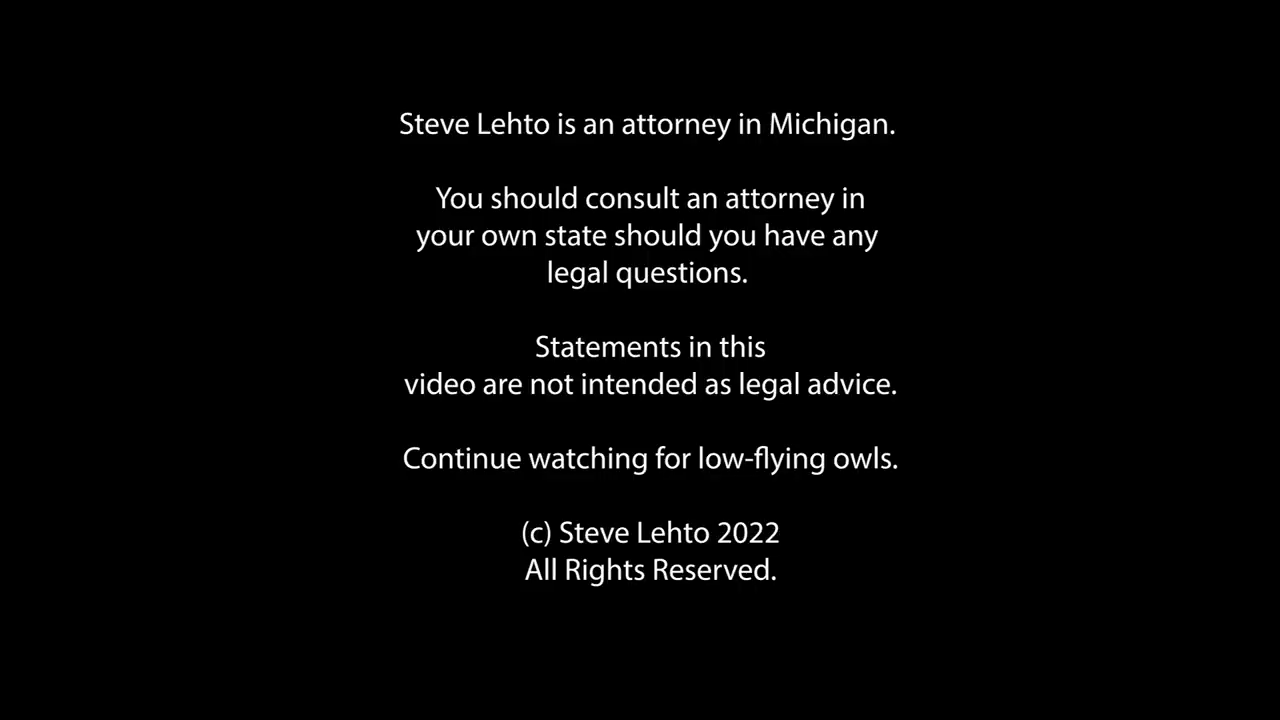 Steve Lehto is an attorney in Michigan.
You should consult an attorney in
your own state should you have any
legal questions.
Statements in this
video are not intended as legal advice.
Continue watching for low-flying owls.
(c) Steve Lehto 2022
All Rights Reserved.